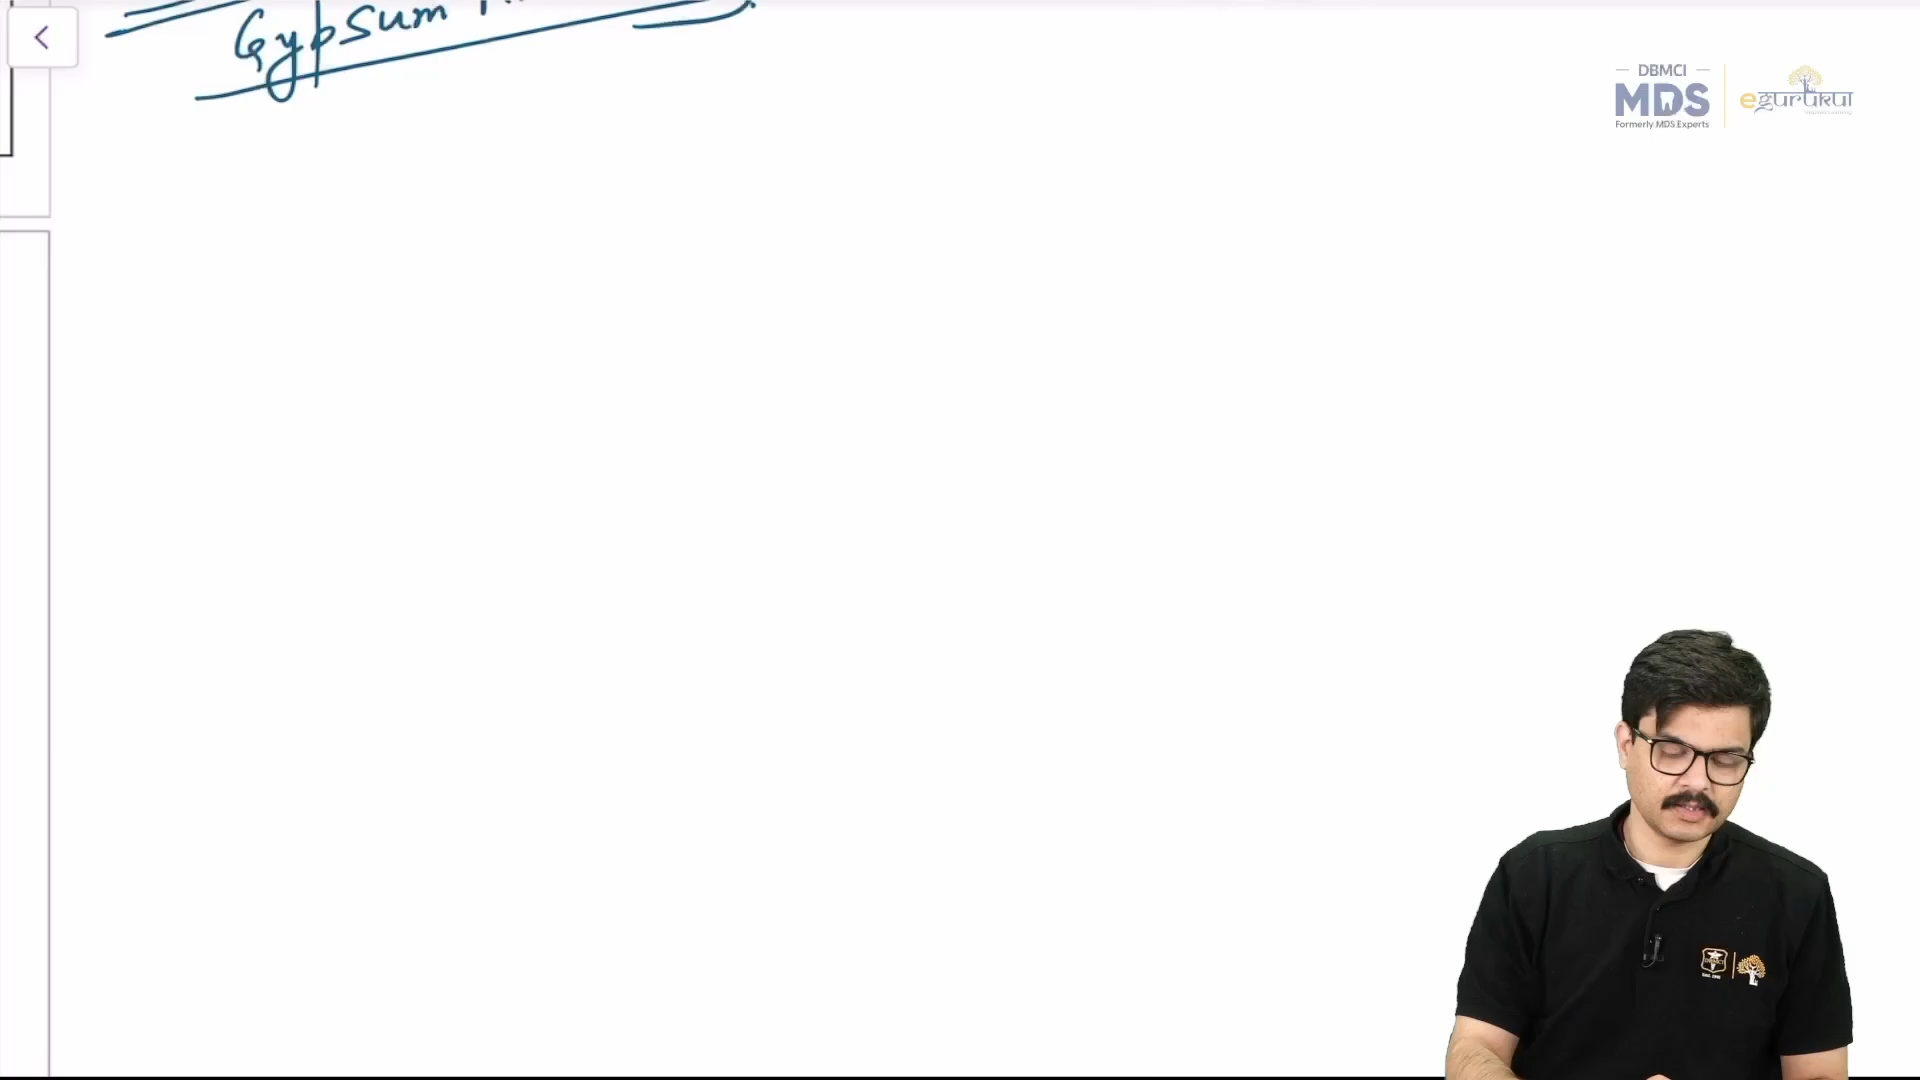 Gypsum
DBMCI
MDS
Formerly MDS Experts
egurukul